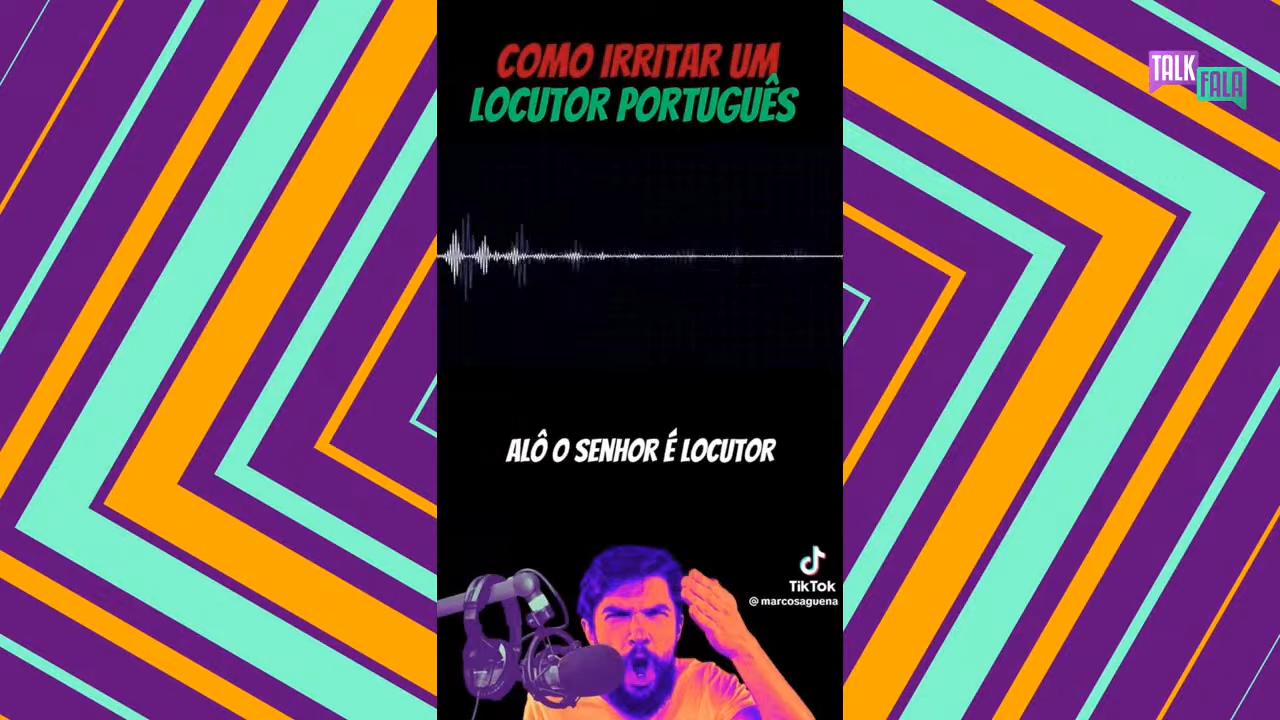 COMO IRRITAR UM
LOCUTOR PORTUGUÊS
TALK
FALA
ALÔ O SENHOR É LOCUTOR
TikTok
@marcosaguena